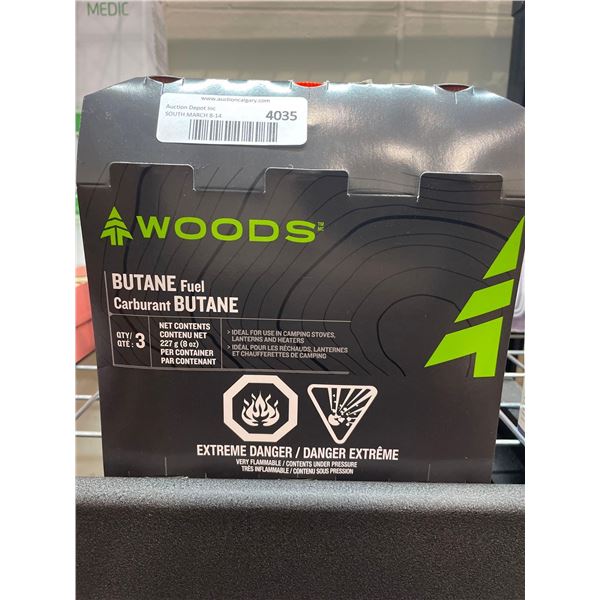 MEDIC
www.auctioncalgary.com
Auction Depot Inc
SOUTH MARCH 8-14
4035
WOODS
BUTANE Fuel
Carburant BUTANE
QTY/
QTE : 3
NET CONTENTS
CONTENU NET
227 g (8 oz)
PER CONTAINER
PAR CONTENANT
› IDEAL FOR USE IN CAMPING STOVES,
LANTERNS AND HEATERS
› IDÉAL POUR LES RÉCHAUDS, LANTERNES
ET CHAUFFERETTES DE CAMPING
EXTREME DANGER / DANGER EXTRÊME
VERY FLAMMABLE / CONTENTS UNDER PRESSURE
TRÈS INFLAMMABLE / CONTENU SOUS PRESSION